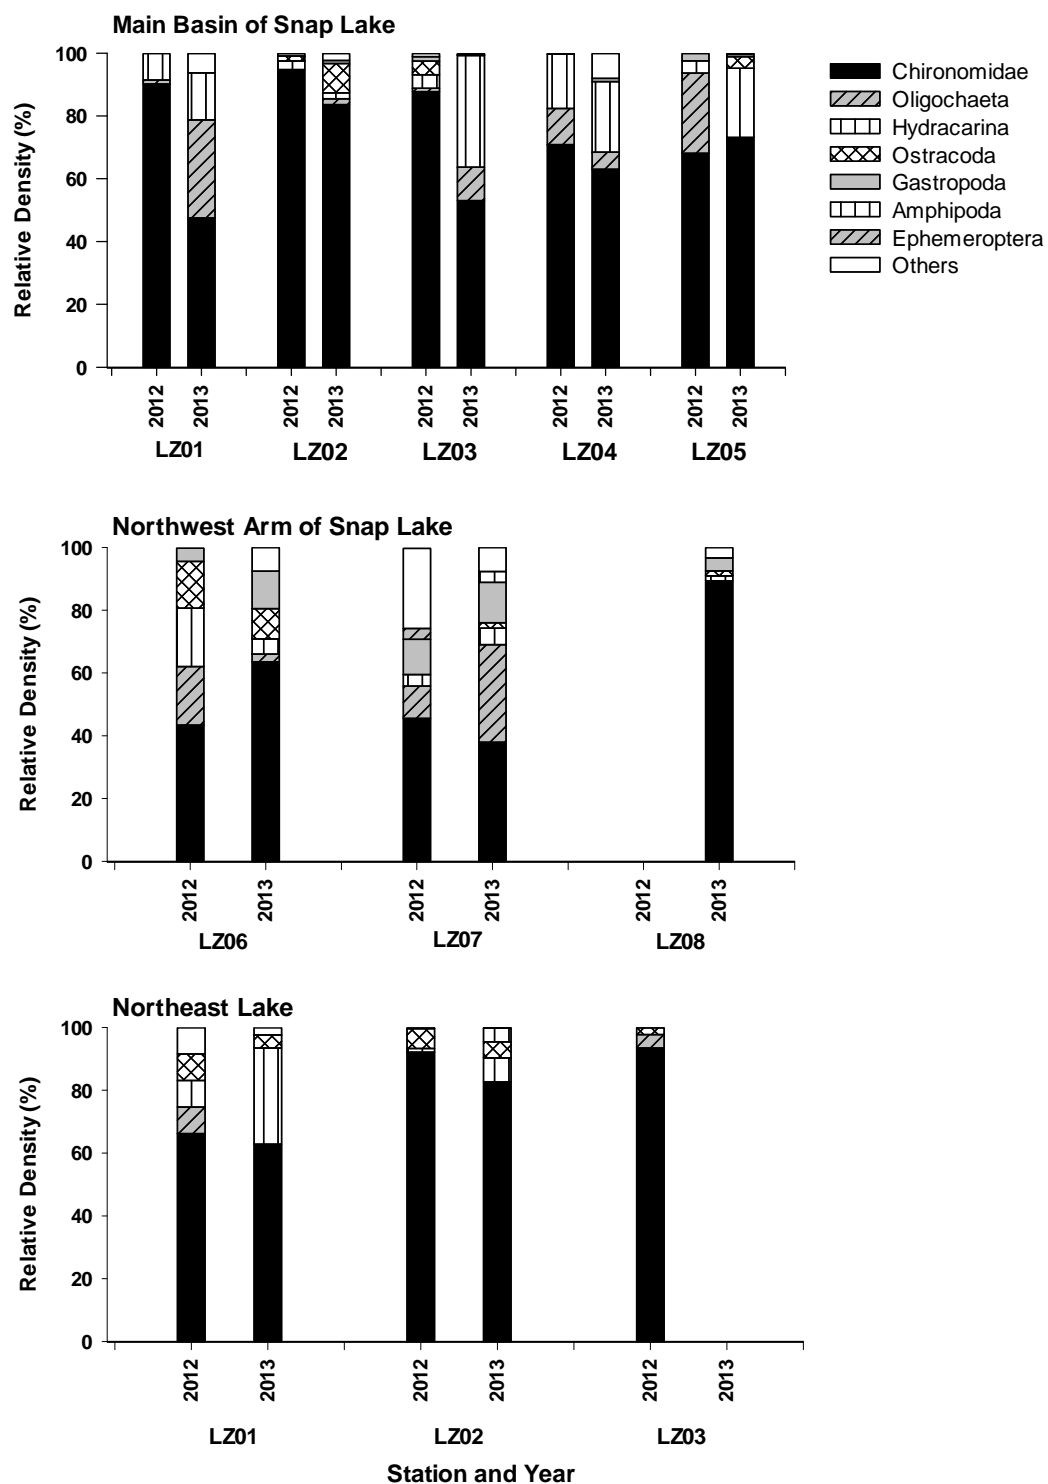 Main Basin of Snap Lake
Relative Density (%)
100
80
60
40
20
0
2012 2013 2012 2013 2012 2013 2012 2013 2012 2013
LZ01 LZ02 LZ03 LZ04 LZ05
Chironomidae
Oligochaeta
Hydracarina
Ostracoda
Gastropoda
Amphipoda
Ephemeroptera
Others
Northwest Arm of Snap Lake
Relative Density (%)
100
80
60
40
20
0
2012 2013 2012 2013 2012 2013
LZ06 LZ07 LZ08
Northeast Lake
Relative Density (%)
100
80
60
40
20
0
2012 2013 2012 2013 2012 2013
LZ01 LZ02 LZ03
Station and Year